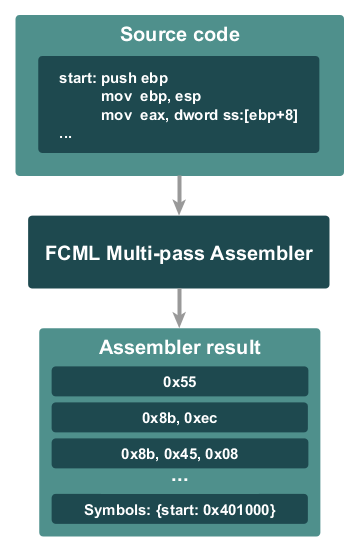 Source code
start: push ebp
mov ebp, esp
mov eax, dword ss:[ebp+8]
...
FCML Multi-pass Assembler
Assembler result
0x55
0x8b, 0xec
0x8b, 0x45, 0x08
...
Symbols: {start: 0x401000}